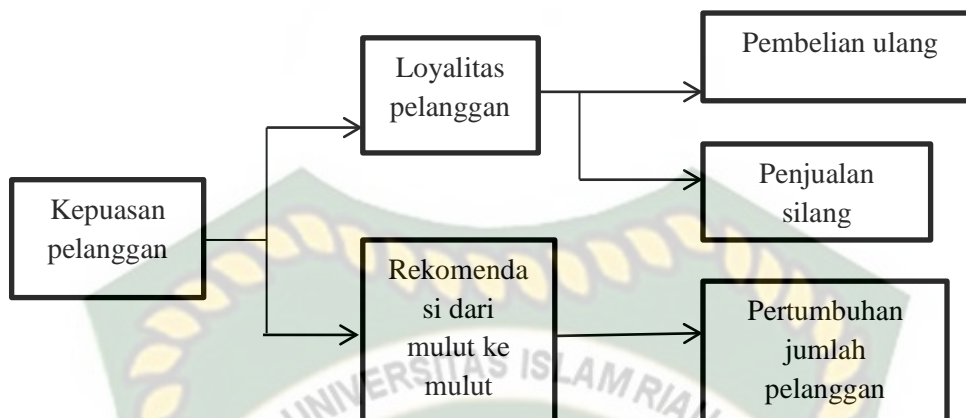 Pembelian ulang
Loyalitas
pelanggan
Penjualan
silang
Kepuasan
pelanggan
Rekomenda
si dari
mulut ke
mulut
Pertumbuhan
jumlah
pelanggan
UNIVERSITAS ISLAM RIAU